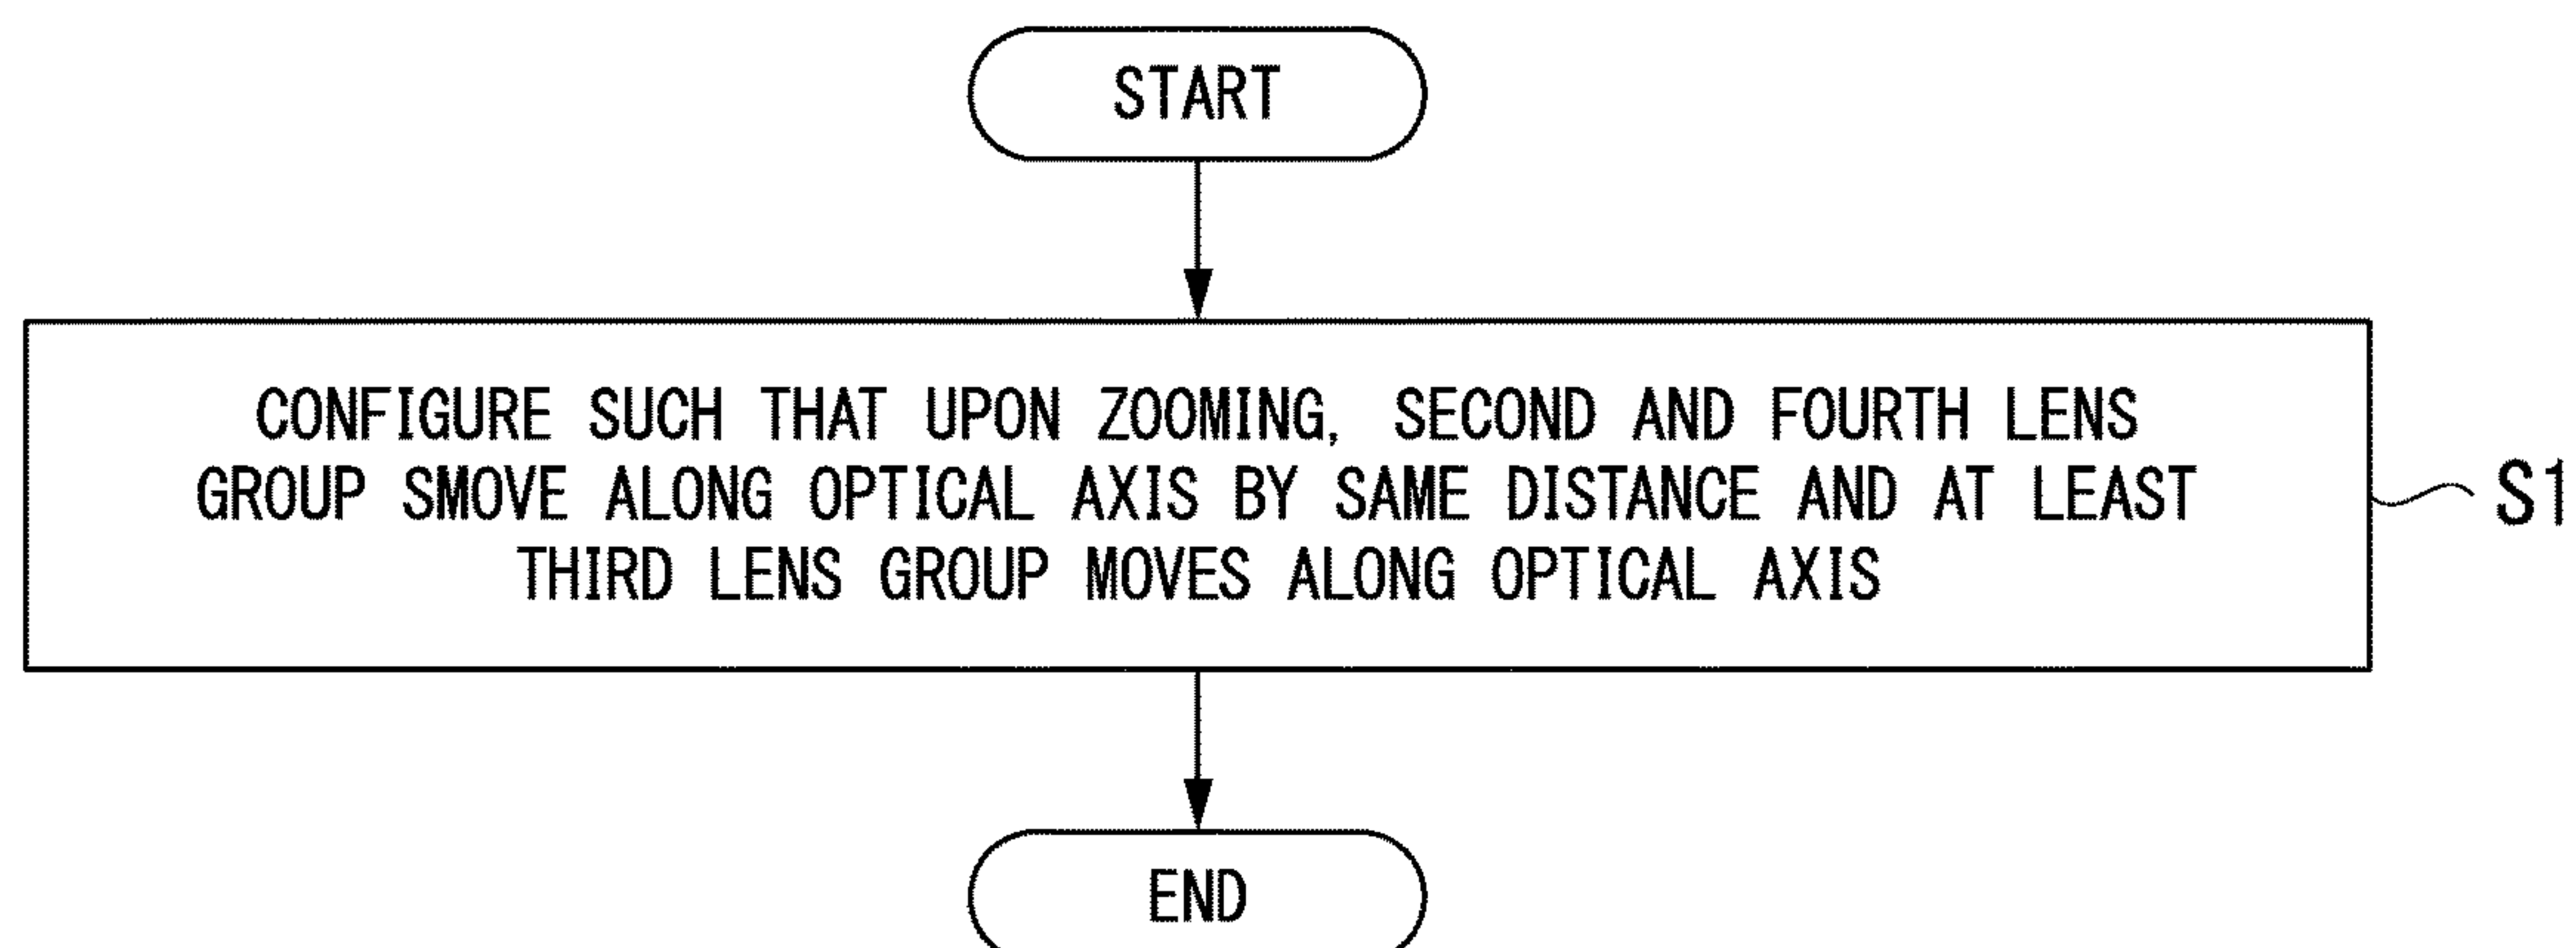 START
CONFIGURE SUCH THAT UPON ZOOMING, SECOND AND FOURTH LENS
GROUP SMOVE ALONG OPTICAL AXIS BY SAME DISTANCE AND AT LEAST
THIRD LENS GROUP MOVES ALONG OPTICAL AXIS
S1
END